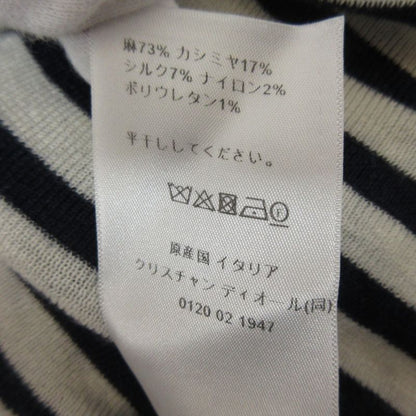 麻73% カシミヤ17%
シルク7% ナイロン2%
ポリウレタン1%
平干ししてください。
原産国 イタリア
クリスチャン ディオール(同)
0120 02 1947